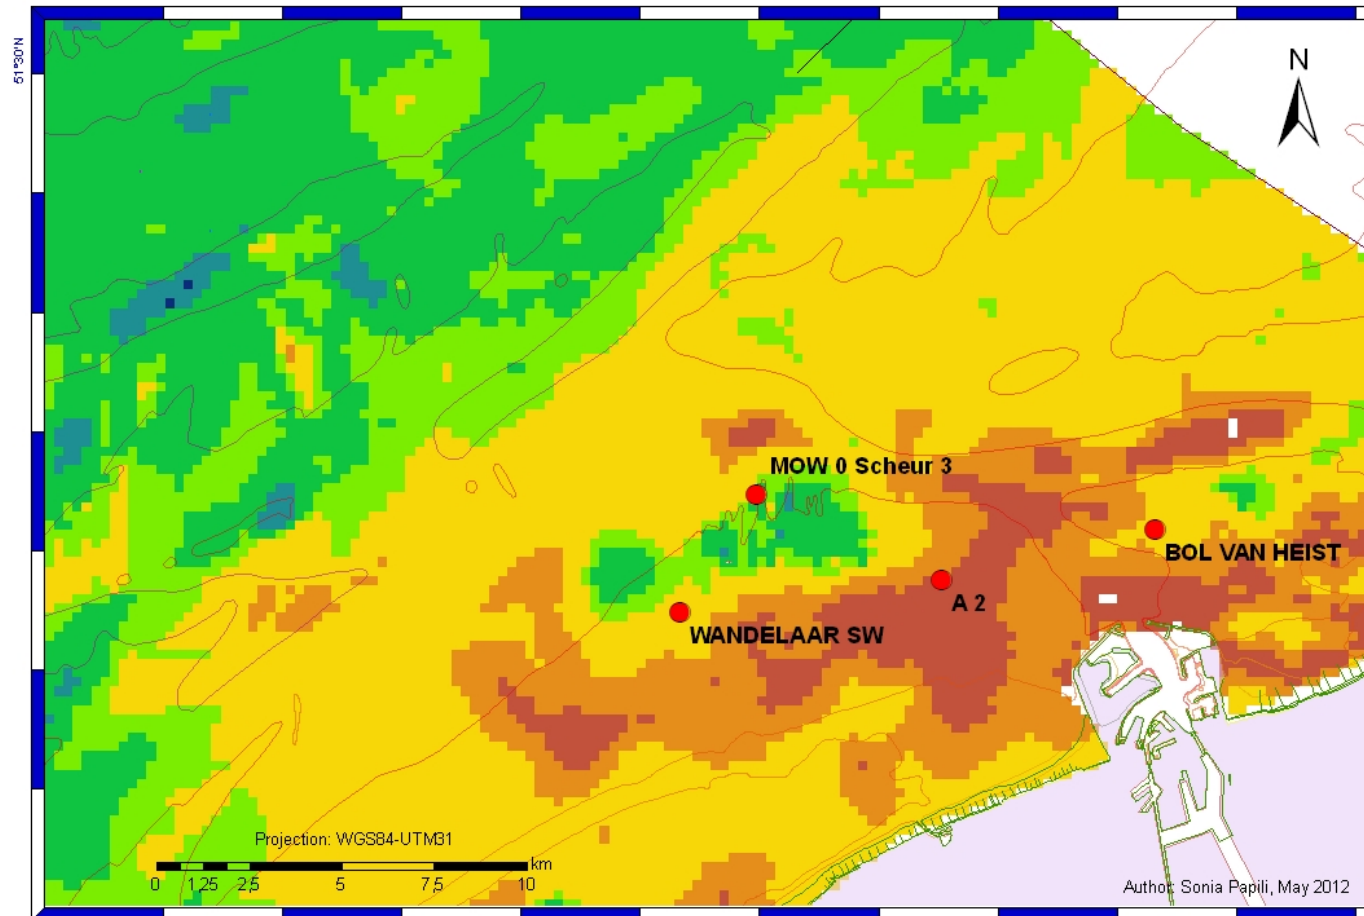 51°30'N
N
MOW 0 Scheur 3
BOL VAN HEIST
A 2
WANDELAAR SW
Projection: WGS84-UTM31
km
0 1,25 2,5 5 7,5 10
Author: Sonia Papili, May 2012